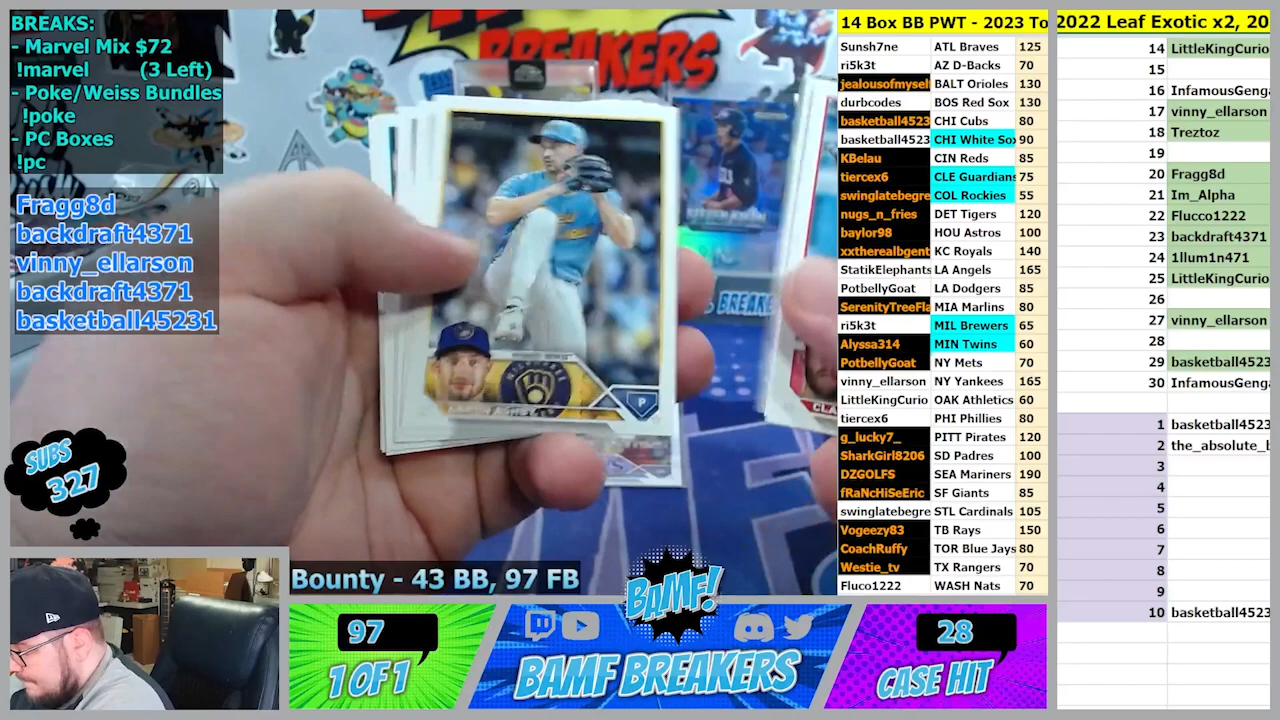 BREAKS:
- Marvel Mix $72
!marvel (3 Left)
- Poke/Weiss Bundles
!poke
- PC Boxes
!pc
Fragg8d
backdraft4371
vinny_ellarson
backdraft4371
basketball45231
SUBS
327
BREAKERS
BREAKE
P
CLA
Bounty - 43 BB, 97 FB
BAMF!
97
1 OF 1
BAMF BREAKERS
28
CASE HIT
14 Box BB PWT - 2023 To
Sunsh7ne ATL Braves 125
ri5k3t AZ D-Backs 70
jealousofmysel BALT Orioles 130
durbcodes BOS Red Sox 130
basketball4523 CHI Cubs 80
basketball4523 CHI White Sox 90
KBelau CIN Reds 85
tiercex6 CLE Guardians 75
swinglatebegre COL Rockies 55
nugs_n_fries DET Tigers 120
baylor98 HOU Astros 100
xxtherealbgent KC Royals 140
StatikElephants LA Angels 165
PotbellyGoat LA Dodgers 85
SerenityTreeFla MIA Marlins 80
ri5k3t MIL Brewers 65
Alyssa314 MIN Twins 60
PotbellyGoat NY Mets 70
vinny_ellarson NY Yankees 165
LittleKingCurio OAK Athletics 60
tiercex6 PHI Phillies 80
g_lucky7_ PITT Pirates 120
SharkGirl8206 SD Padres 100
DZGOLFS SEA Mariners 190
fRaNcHiSeEric SF Giants 85
swinglatebegre STL Cardinals 105
Vogeezy83 TB Rays 150
CoachRuffy TOR Blue Jays 80
Westie_tv TX Rangers 70
Fluco1222 WASH Nats 70
2022 Leaf Exotic x2, 20
14 LittleKingCurio
15
16 InfamousGenga
17 vinny_ellarson
18 Treztoz
19
20 Fragg8d
21 Im_Alpha
22 Flucco1222
23 backdraft4371
24 1llum1n471
25 LittleKingCurio
26
27 vinny_ellarson
28
29 basketball4523
30 InfamousGenga
1 basketball4523
2 the_absolute_b
3
4
5
6
7
8
9
10 basketball4523